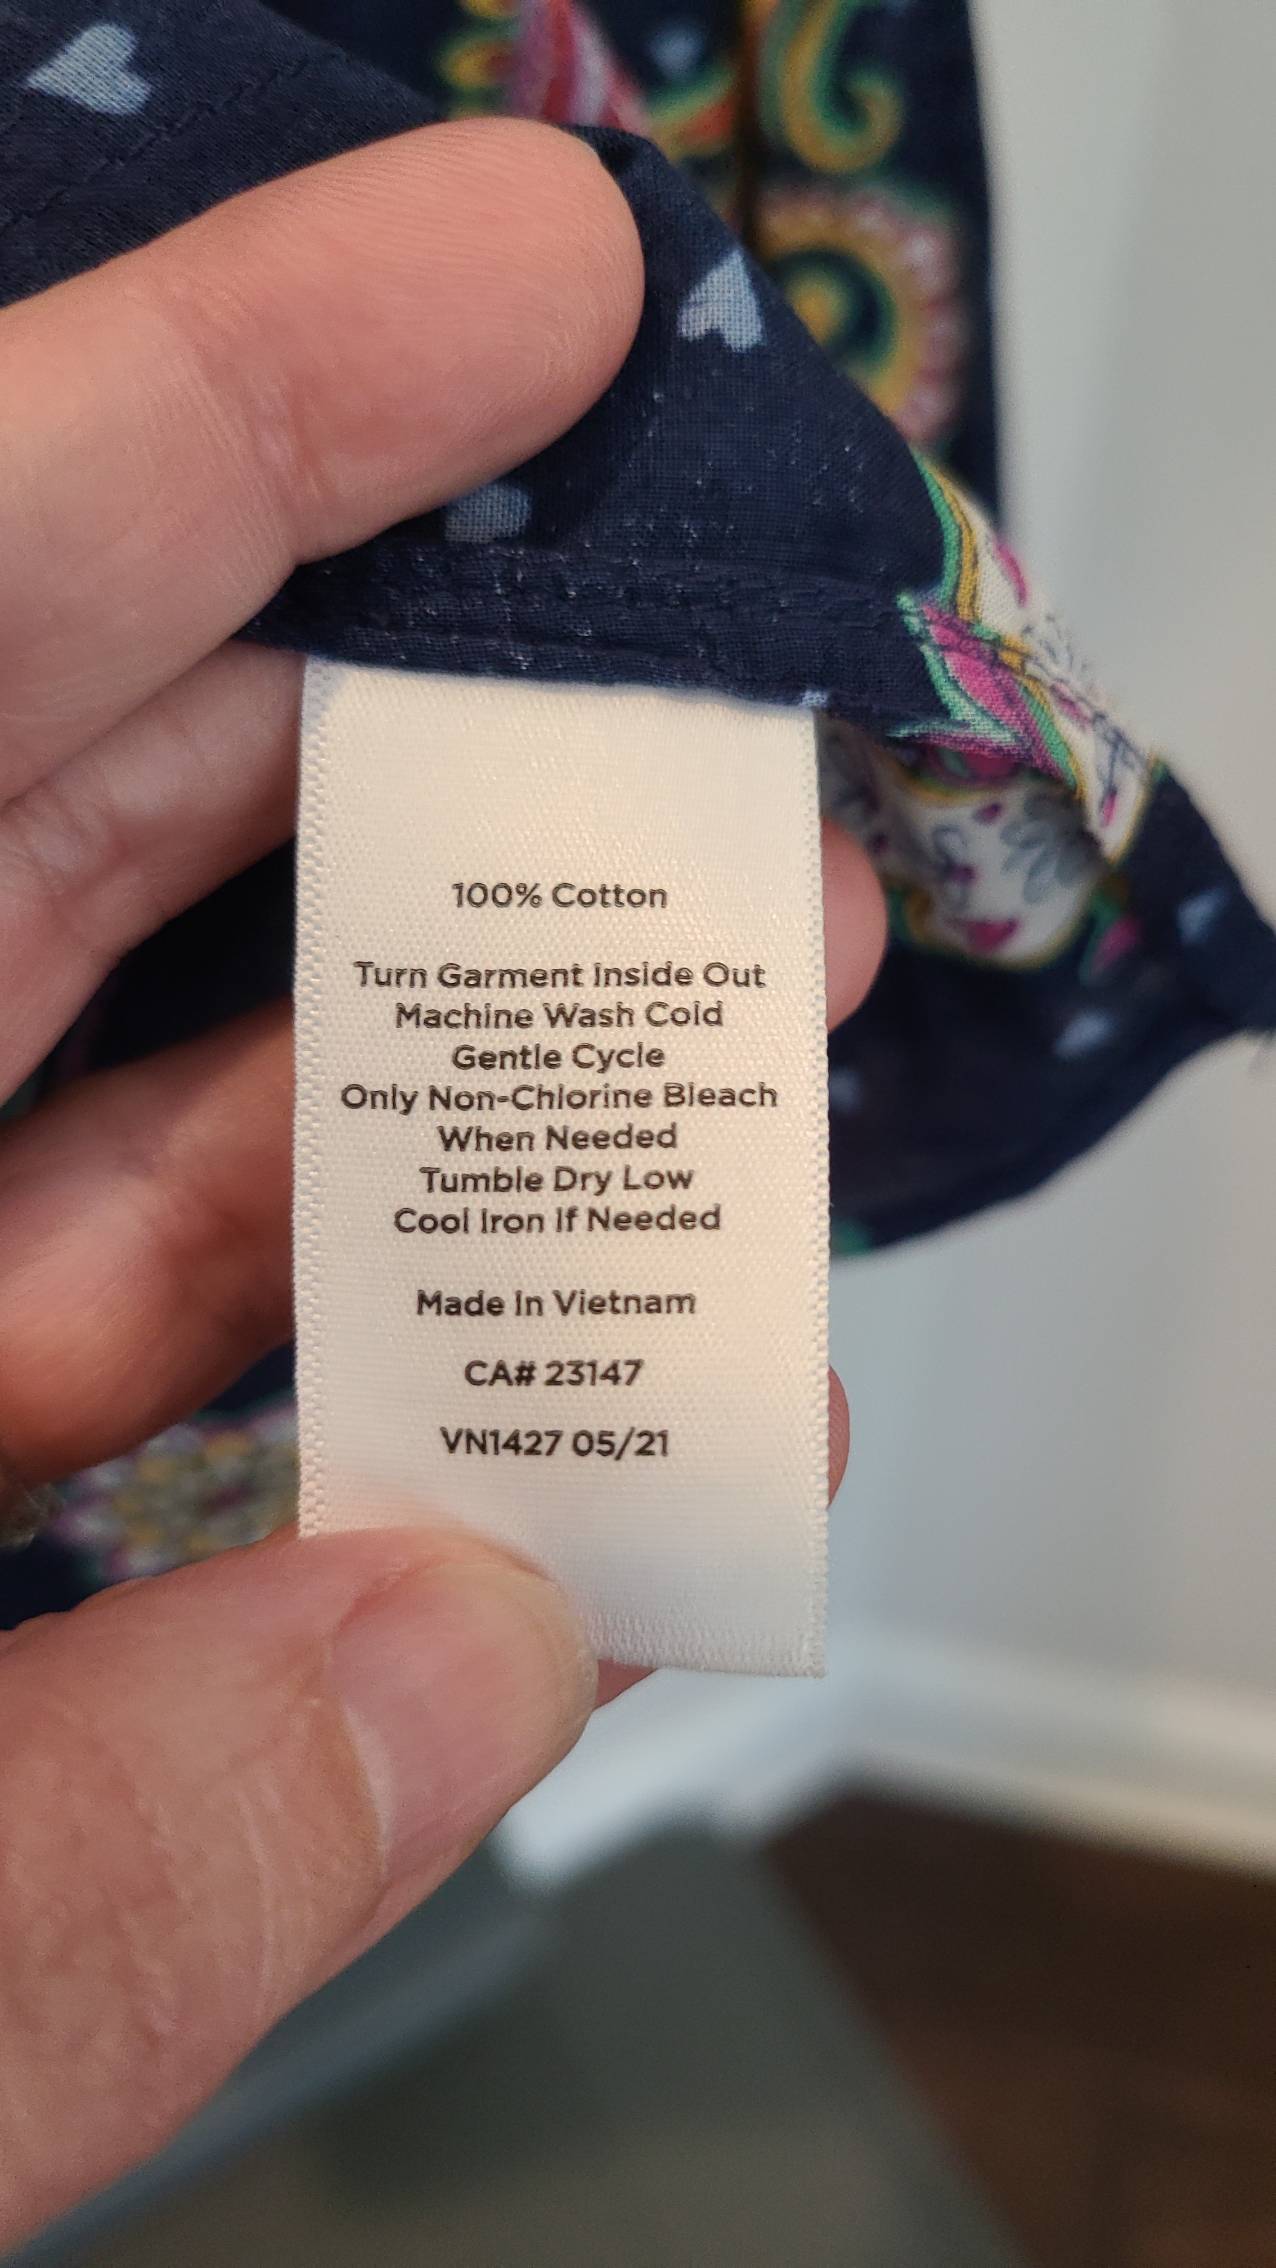 100% Cotton
Turn Garment Inside Out
Machine Wash Cold
Gentle Cycle
Only Non-Chlorine Bleach
When Needed
Tumble Dry Low
Cool Iron If Needed
Made In Vietnam
CA# 23147
VN1427 05/21